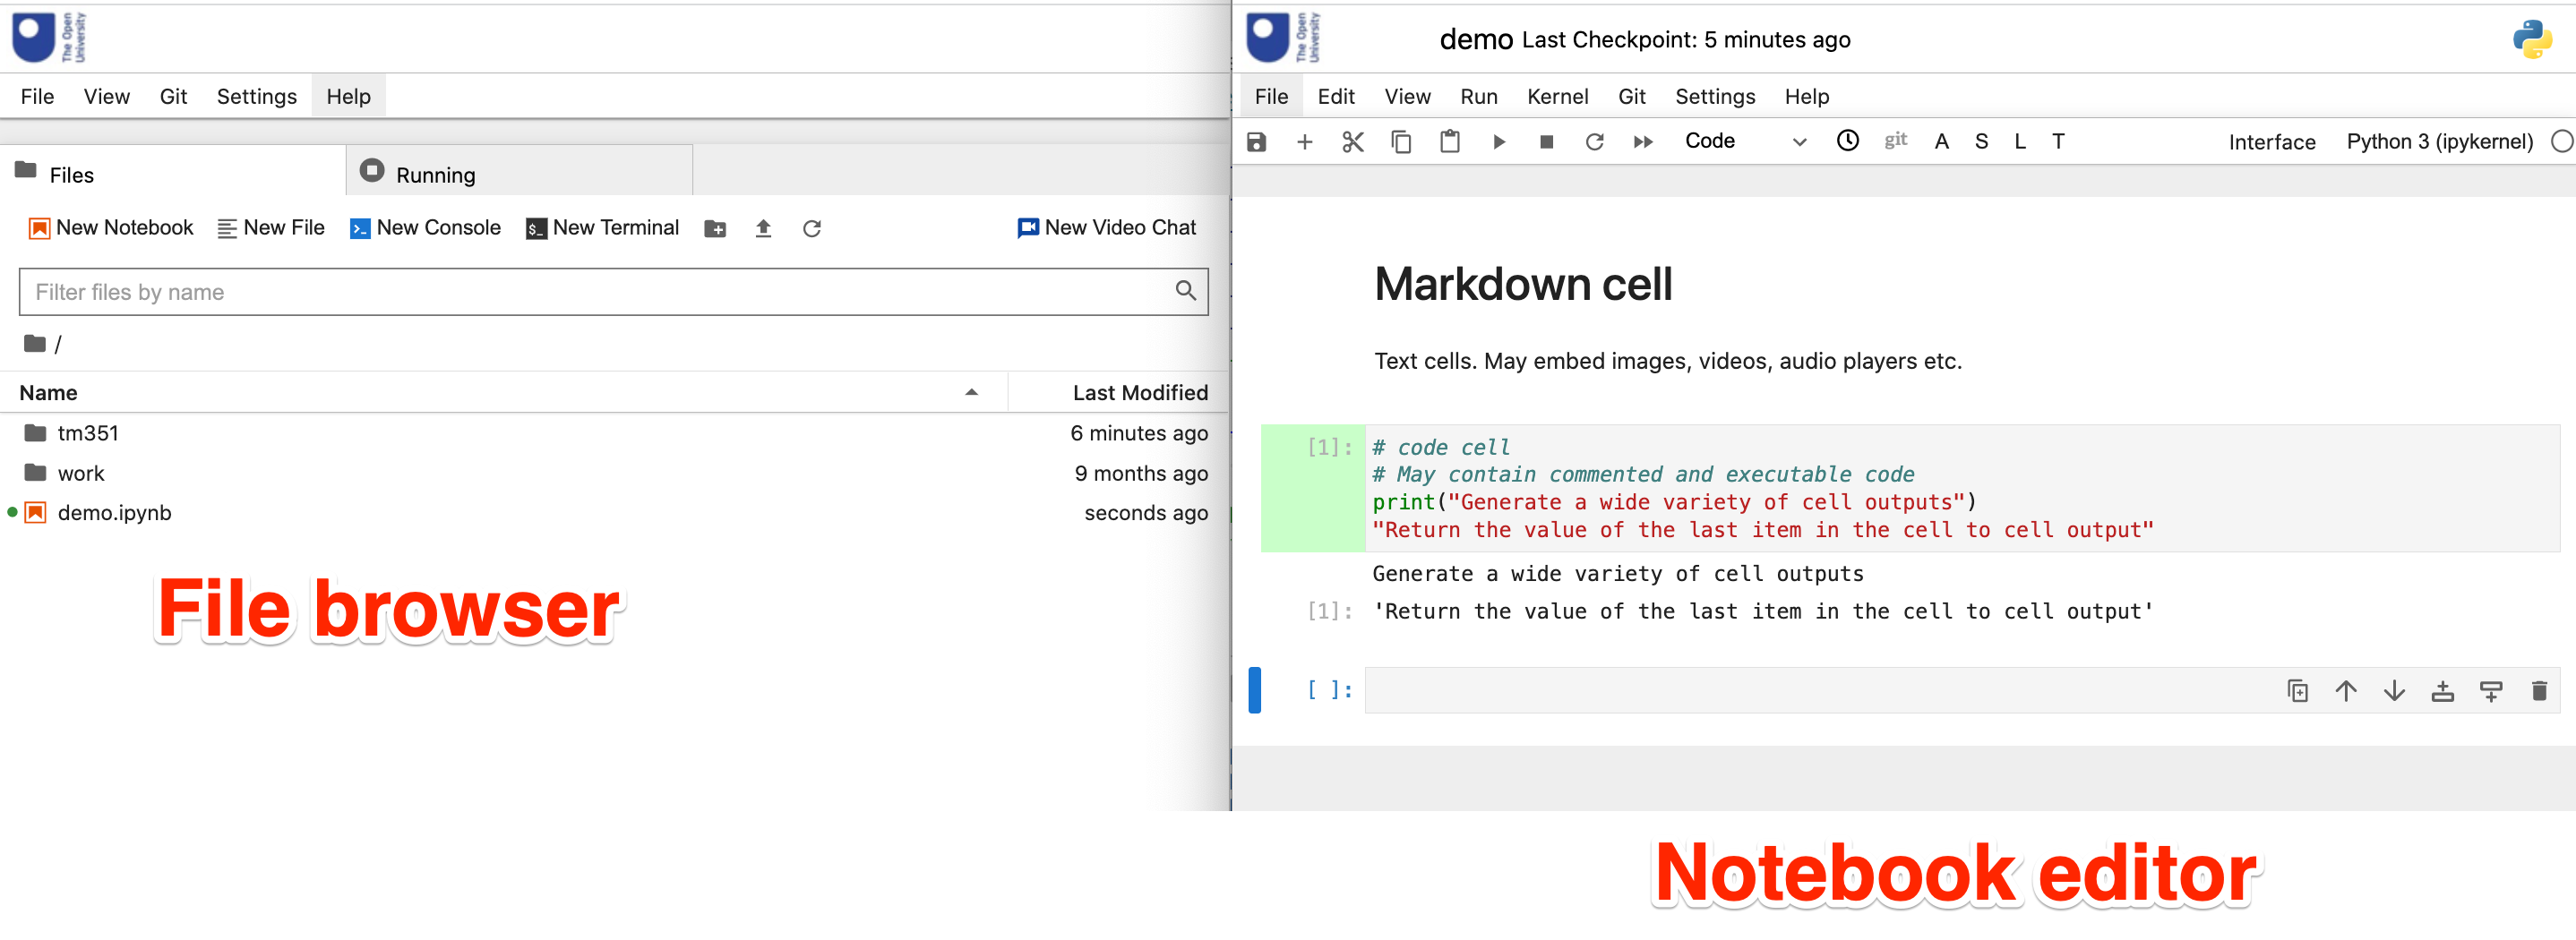 The Open
University
File View Git Settings Help
Files
Running
New Notebook New File New Console $_ New Terminal New Video Chat
Filter files by name
/
Name Last Modified
tm351 6 minutes ago
work 9 months ago
demo.ipynb seconds ago
File browser
The Open
University
demo Last Checkpoint: 5 minutes ago
File Edit View Run Kernel Git Settings Help
Code git A S L T Interface Python 3 (ipykernel)
Markdown cell
Text cells. May embed images, videos, audio players etc.
[1]: # code cell
# May contain commented and executable code
print("Generate a wide variety of cell outputs")
"Return the value of the last item in the cell to cell output"
Generate a wide variety of cell outputs
[1]: 'Return the value of the last item in the cell to cell output'
[ ]:
Notebook editor